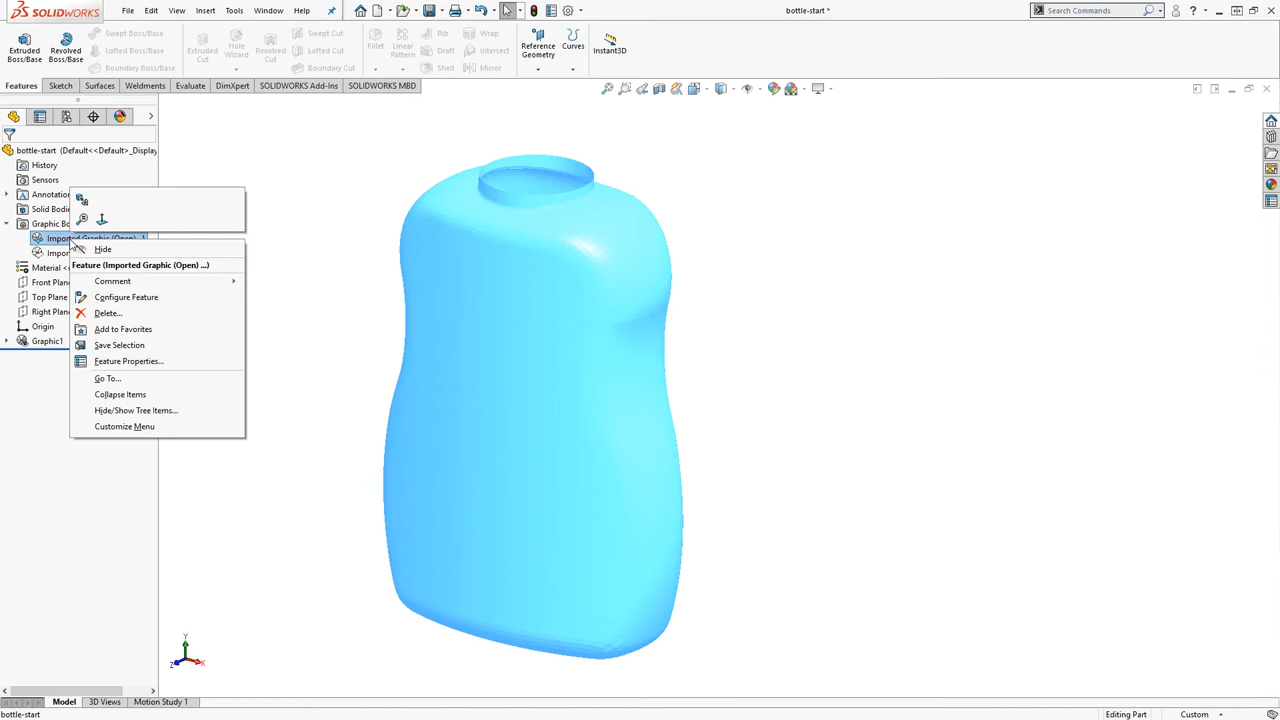 SOLIDWORKS File Edit View Insert Tools Window Help bottle-start * Search Commands ?
Extruded Boss/Base Revolved Boss/Base Swept Boss/Base Lofted Boss/Base Boundary Boss/Base Extruded Cut Hole Wizard Revolved Cut Swept Cut Lofted Cut Boundary Cut Fillet Linear Pattern Rib Draft Shell Wrap Intersect Mirror Reference Geometry Curves Instant3D
Features Sketch Surfaces Weldments Evaluate DimXpert SOLIDWORKS Add-Ins SOLIDWORKS MBD
bottle-start (Default<<Default>_Display
History
Sensors
Annotation
Solid Bodie
Graphic Bo
Imported Graphic (Open)...1
Impor
Material <
Front Plane
Top Plane
Right Plan
Origin
Graphic1
Hide
Feature (Imported Graphic (Open) ...)
Comment
Configure Feature
Delete...
Add to Favorites
Save Selection
Feature Properties...
Go To...
Collapse Items
Hide/Show Tree Items...
Customize Menu
Y
Z X
Model 3D Views Motion Study 1
bottle-start Editing Part Custom